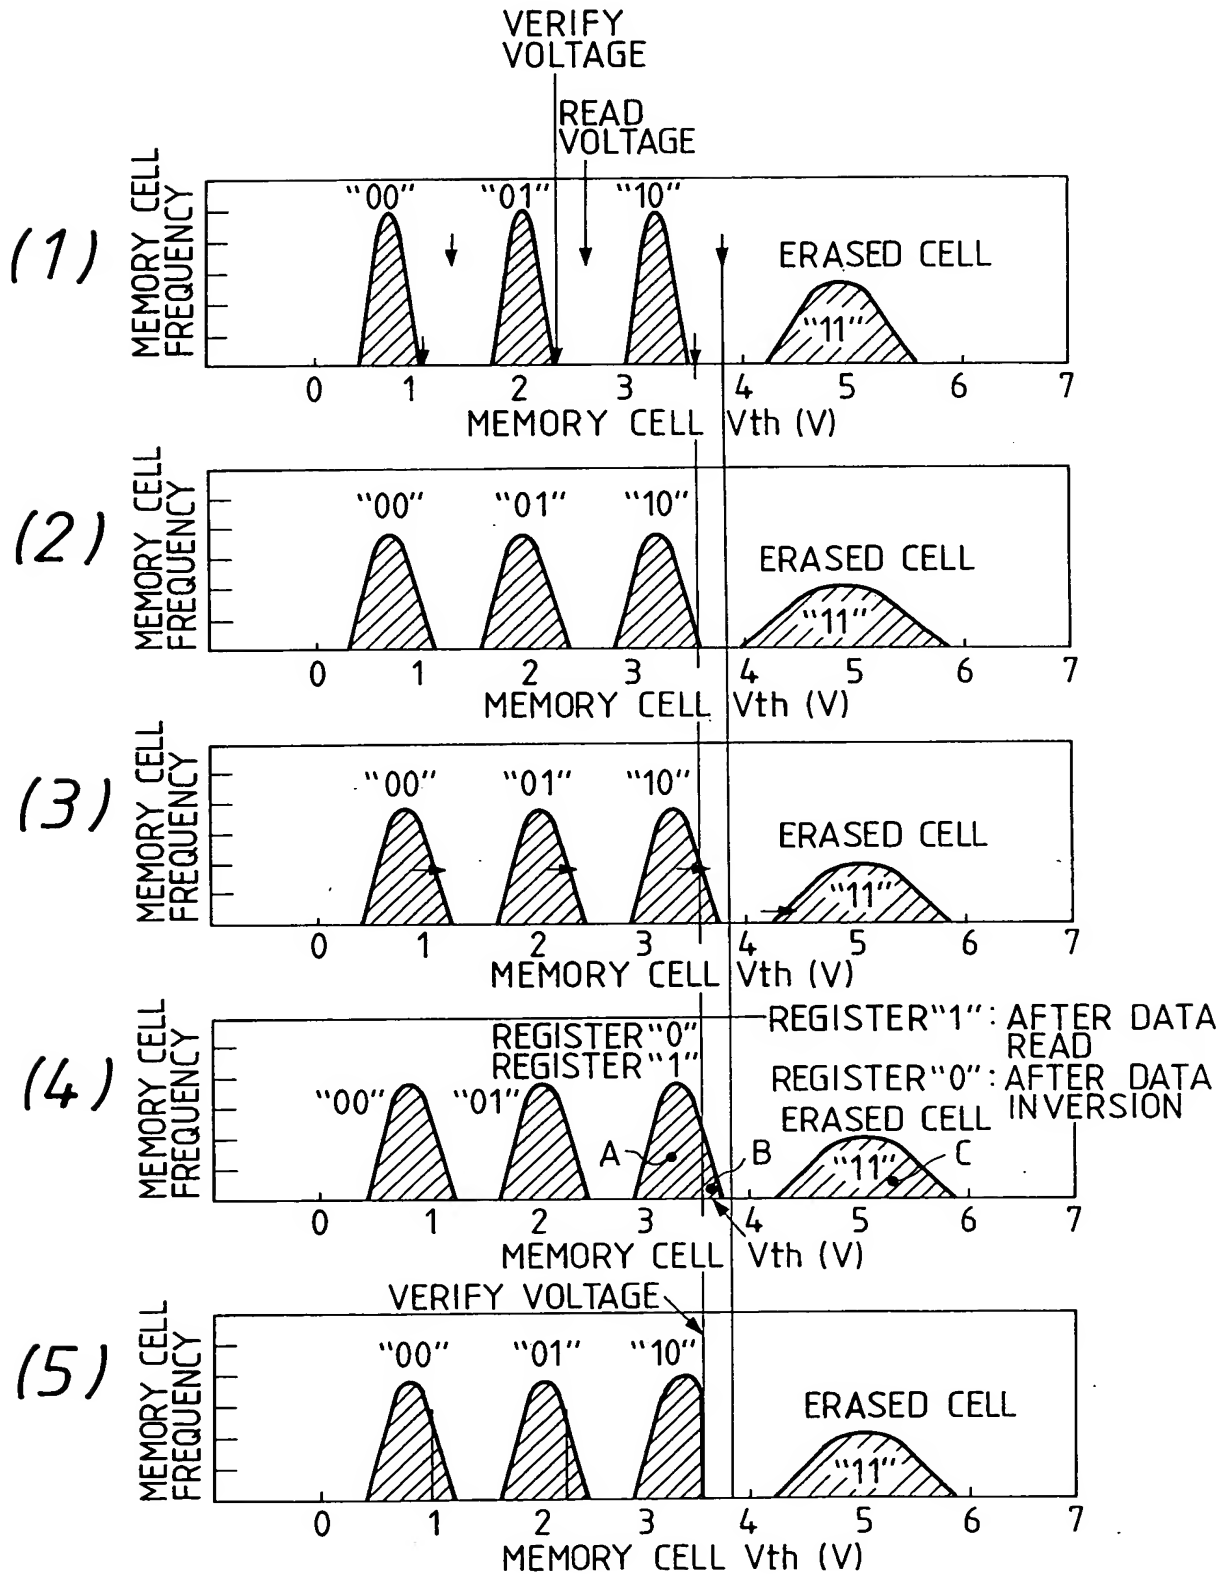 VERIFY
VOLTAGE
READ
VOLTAGE
(1)
MEMORY CELL
FREQUENCY
"00"
"01"
"10"
ERASED CELL
"11"
0 1 2 3 4 5 6 7
MEMORY CELL Vth (V)
(2)
MEMORY CELL
FREQUENCY
"00"
"01"
"10"
ERASED CELL
"11"
0 1 2 3 4 5 6 7
MEMORY CELL Vth (V)
(3)
MEMORY CELL
FREQUENCY
"00"
"01"
"10"
ERASED CELL
"11"
0 1 2 3 4 5 6 7
MEMORY CELL Vth (V)
(4)
MEMORY CELL
FREQUENCY
REGISTER"0"
REGISTER"1"
REGISTER"1": AFTER DATA
READ
REGISTER"0": AFTER DATA
INVERSION
"00"
"01"
ERASED CELL
A
B
"11"
C
0 1 2 3 4 5 6 7
MEMORY CELL Vth (V)
VERIFY VOLTAGE
(5)
MEMORY CELL
FREQUENCY
"00"
"01"
"10"
ERASED CELL
"11"
0 1 2 3 4 5 6 7
MEMORY CELL Vth (V)